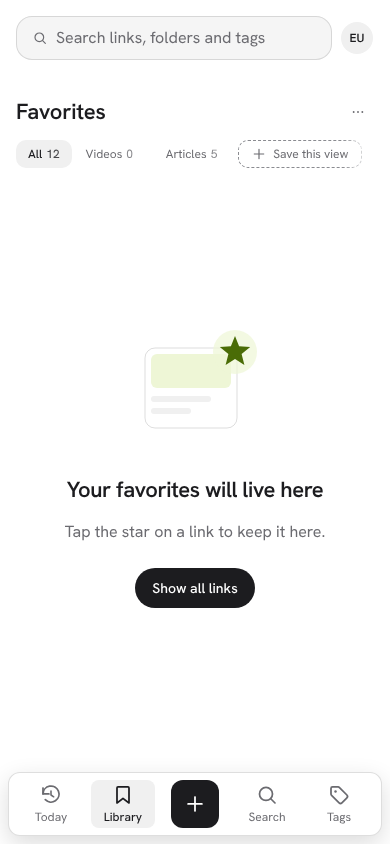 Search links, folders and tags
EU
Favorites
All 12
Videos 0
Articles 5
Save this view
Your favorites will live here
Tap the star on a link to keep it here.
Show all links
Today
Library
Search
Tags